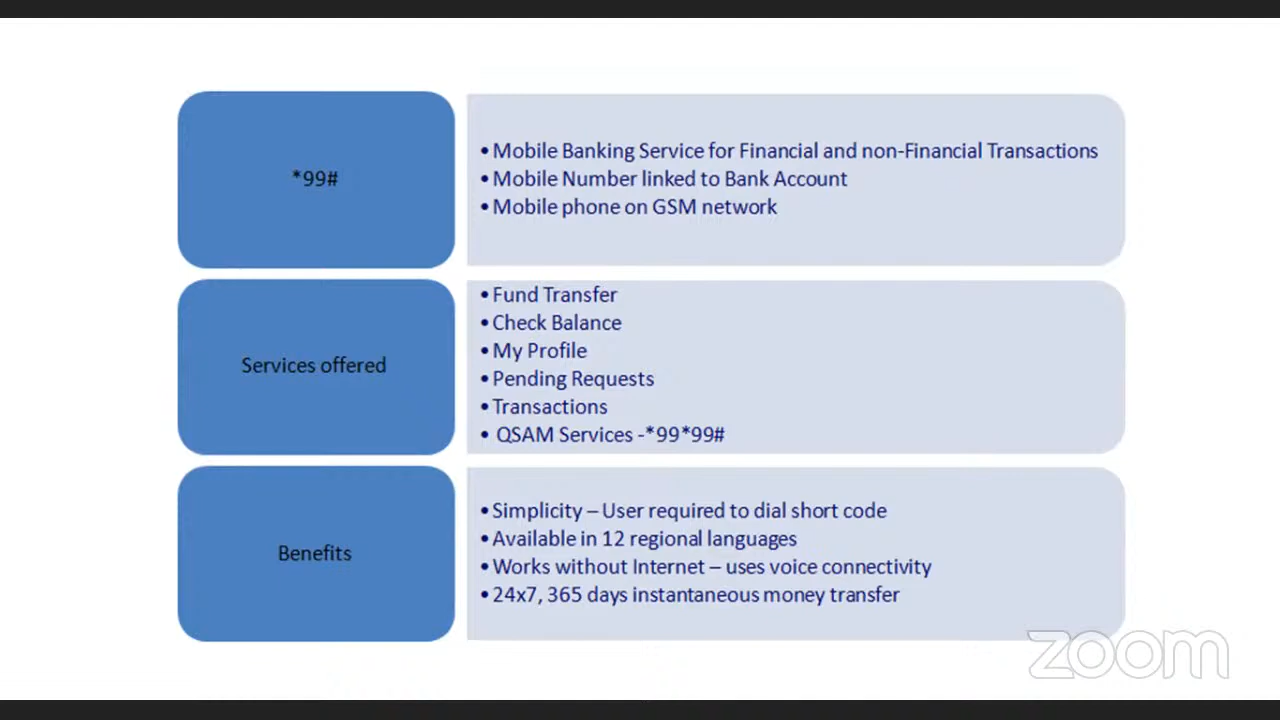 *99#
• Mobile Banking Service for Financial and non-Financial Transactions
• Mobile Number linked to Bank Account
• Mobile phone on GSM network
Services offered
• Fund Transfer
• Check Balance
• My Profile
• Pending Requests
• Transactions
• QSAM Services -*99*99#
Benefits
• Simplicity – User required to dial short code
• Available in 12 regional languages
• Works without Internet – uses voice connectivity
• 24x7, 365 days instantaneous money transfer
zoom